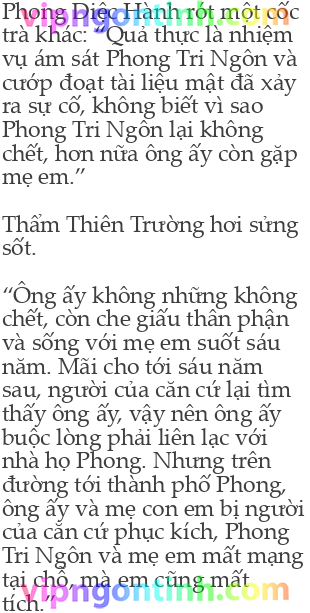 Phong Diệc Hành rót một cốc
trà khác: “Quả thực là nhiệm
vụ ám sát Phong Tri Ngôn và
cướp đoạt tài liệu mật đã xảy
ra sự cố, không biết vì sao
Phong Tri Ngôn lại không
chết, hơn nữa ông ấy còn gặp
mẹ em.”
Thẩm Thiên Trường hơi sửng
sốt.
“Ông ấy không những không
chết, còn che giấu thân phận
và sống với mẹ em suốt sáu
năm. Mãi cho tới sáu năm
sau, người của căn cứ lại tìm
thấy ông ấy, vậy nên ông ấy
buộc lòng phải liên lạc với
nhà họ Phong. Nhưng trên
đường tới thành phố Phong,
ông ấy và mẹ con em bị người
của căn cứ phục kích, Phong
Tri Ngôn và mẹ em mất mạng
tại chỗ, mà em cũng mất
tích.”
vipngontinh.com
vipngontinh.com
vipngontinh.com